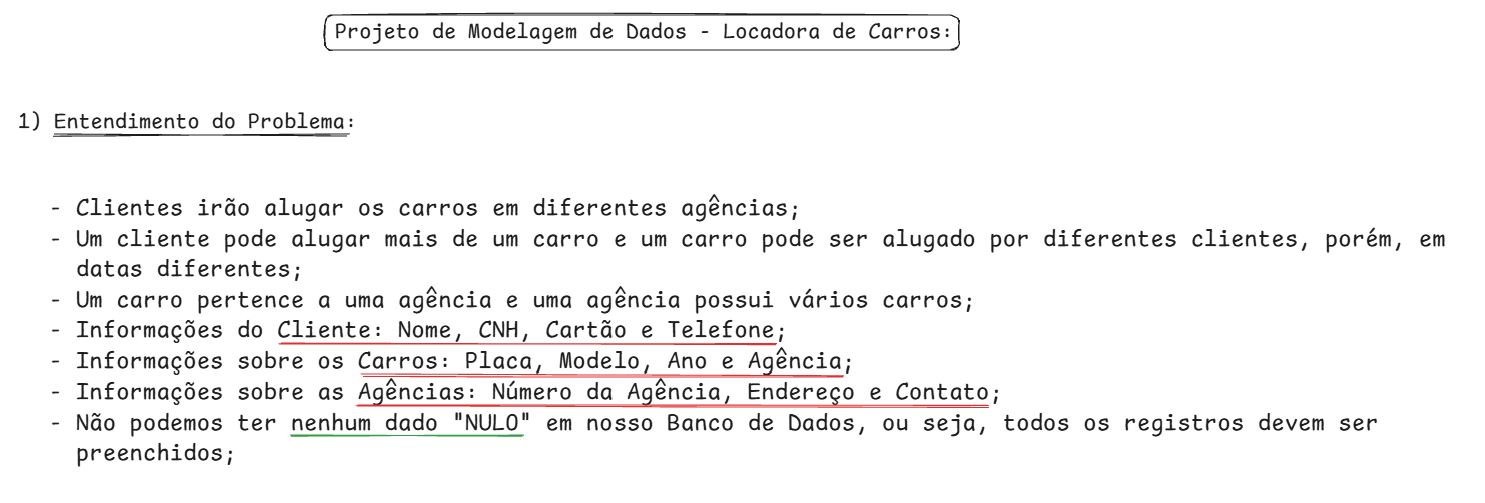 Projeto de Modelagem de Dados - Locadora de Carros:
1) Entendimento do Problema:
- Clientes irão alugar os carros em diferentes agências;
- Um cliente pode alugar mais de um carro e um carro pode ser alugado por diferentes clientes, porém, em
datas diferentes;
- Um carro pertence a uma agência e uma agência possui vários carros;
- Informações do Cliente: Nome, CNH, Cartão e Telefone;
- Informações sobre os Carros: Placa, Modelo, Ano e Agência;
- Informações sobre as Agências: Número da Agência, Endereço e Contato;
- Não podemos ter nenhum dado "NULO" em nosso Banco de Dados, ou seja, todos os registros devem ser
preenchidos;